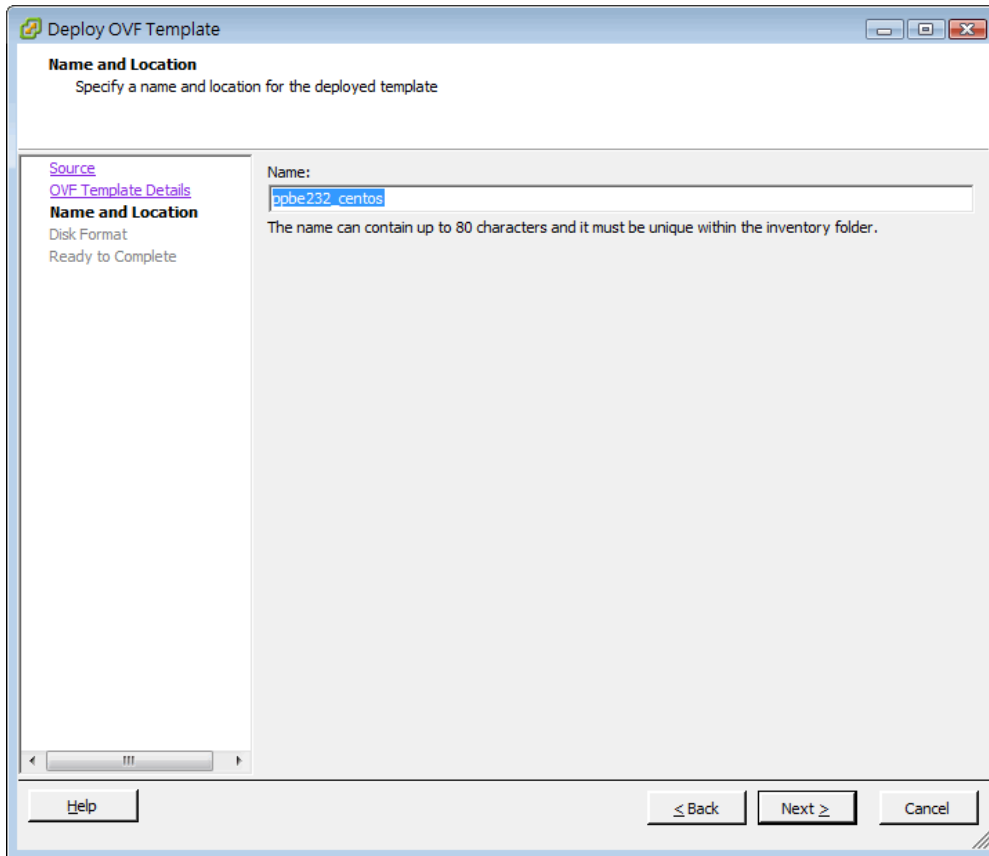 Deploy OVF Template
Name and Location
Specify a name and location for the deployed template
Source
OVF Template Details
Name and Location
Disk Format
Ready to Complete
Name:
ppbe232_centos
The name can contain up to 80 characters and it must be unique within the inventory folder.
Help
< Back
Next >
Cancel